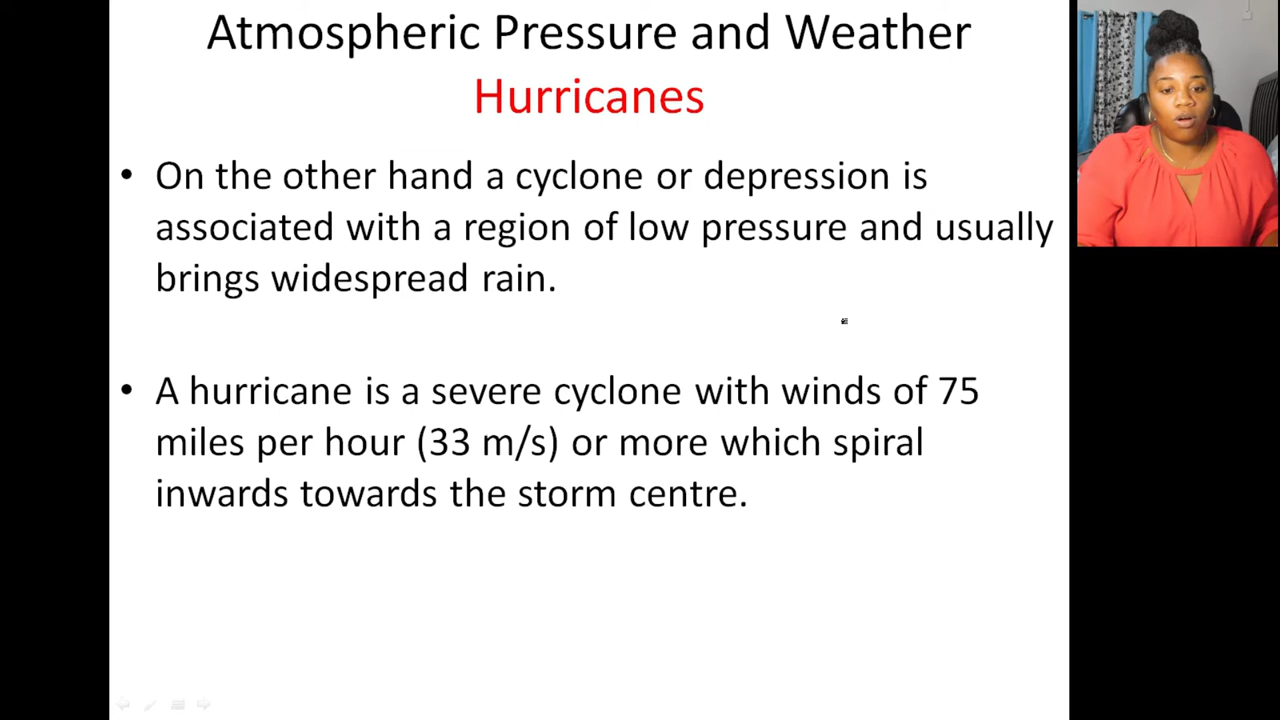 Atmospheric Pressure and Weather
Hurricanes
• On the other hand a cyclone or depression is
associated with a region of low pressure and usually
brings widespread rain.
• A hurricane is a severe cyclone with winds of 75
miles per hour (33 m/s) or more which spiral
inwards towards the storm centre.